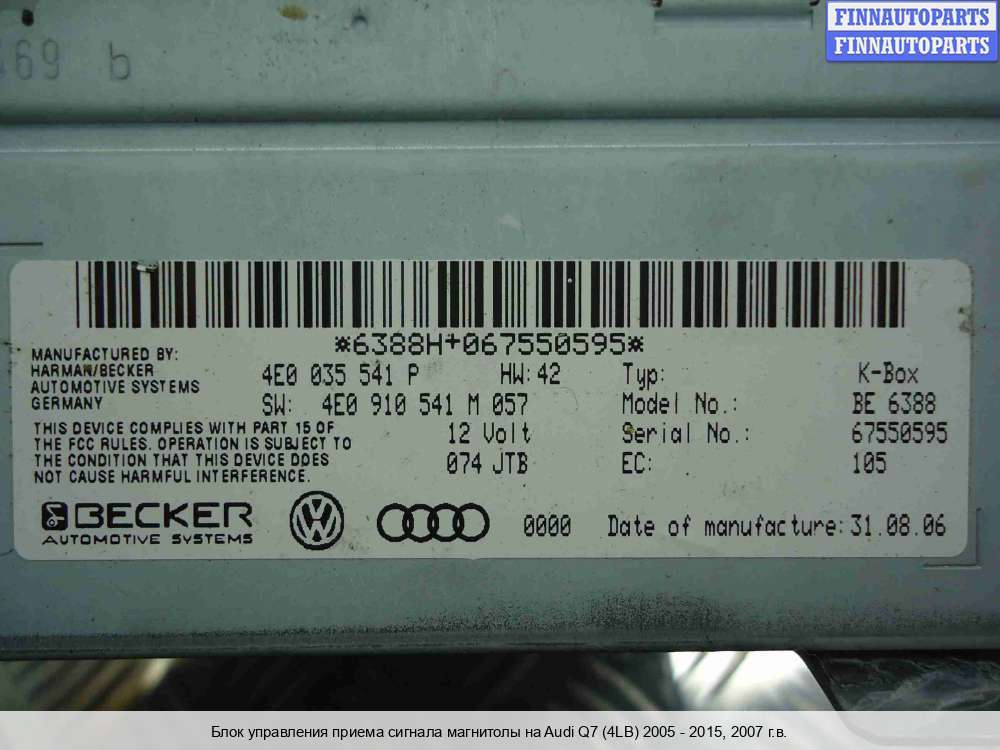 FINNAUTOPARTS
FINNAUTOPARTS
469 b
*6388H+067550595*
MANUFACTURED BY:
HARMAN/BECKER
AUTOMOTIVE SYSTEMS
GERMANY
4E0 035 541 P HW: 42 Typ: K-Box
SW: 4E0 910 541 M 057 Model No.: BE 6388
THIS DEVICE COMPLIES WITH PART 15 OF
THE FCC RULES. OPERATION IS SUBJECT TO
THE CONDITION THAT THIS DEVICE DOES
NOT CAUSE HARMFUL INTERFERENCE.
12 Volt Serial No.: 67550595
074 JTB EC: 105
BECKER
AUTOMOTIVE SYSTEMS
VW
0000 Date of manufacture: 31.08.06
Блок управления приема сигнала магнитолы на Audi Q7 (4LB) 2005 - 2015, 2007 г.в.